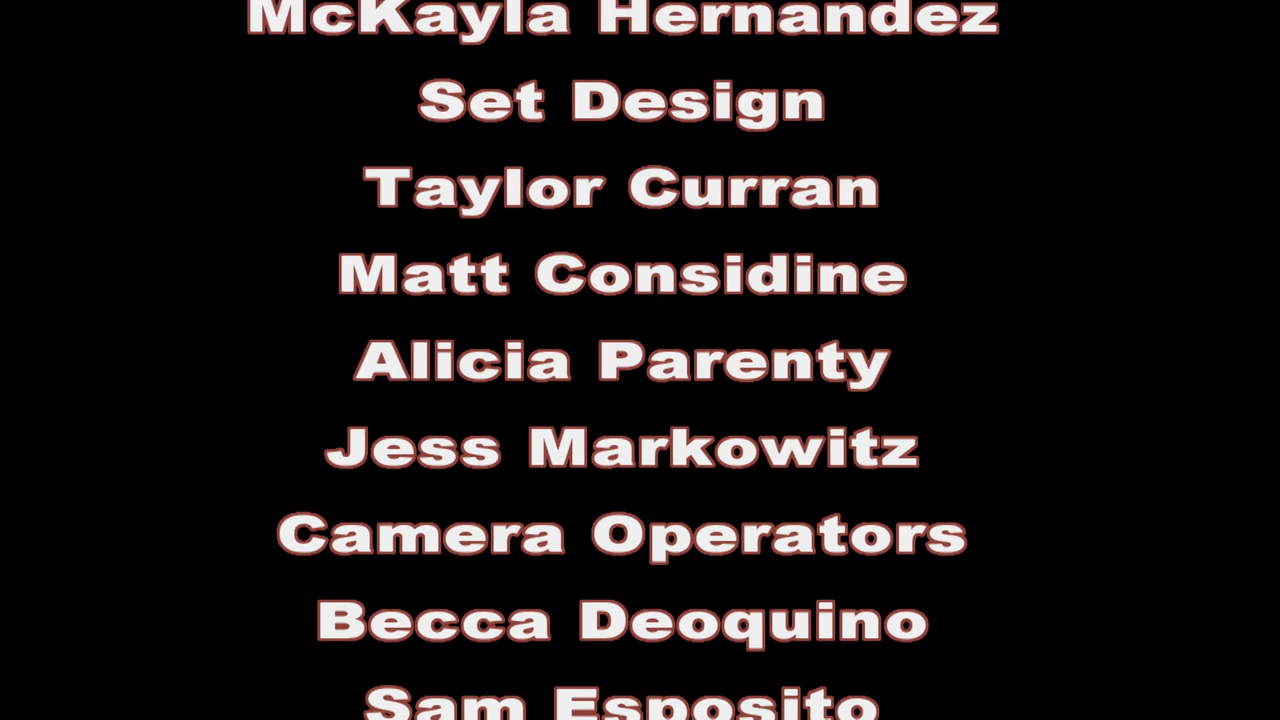 McKayla Hernandez
Set Design
Taylor Curran
Matt Considine
Alicia Parenty
Jess Markowitz
Camera Operators
Becca Deoquino
Sam Esposito